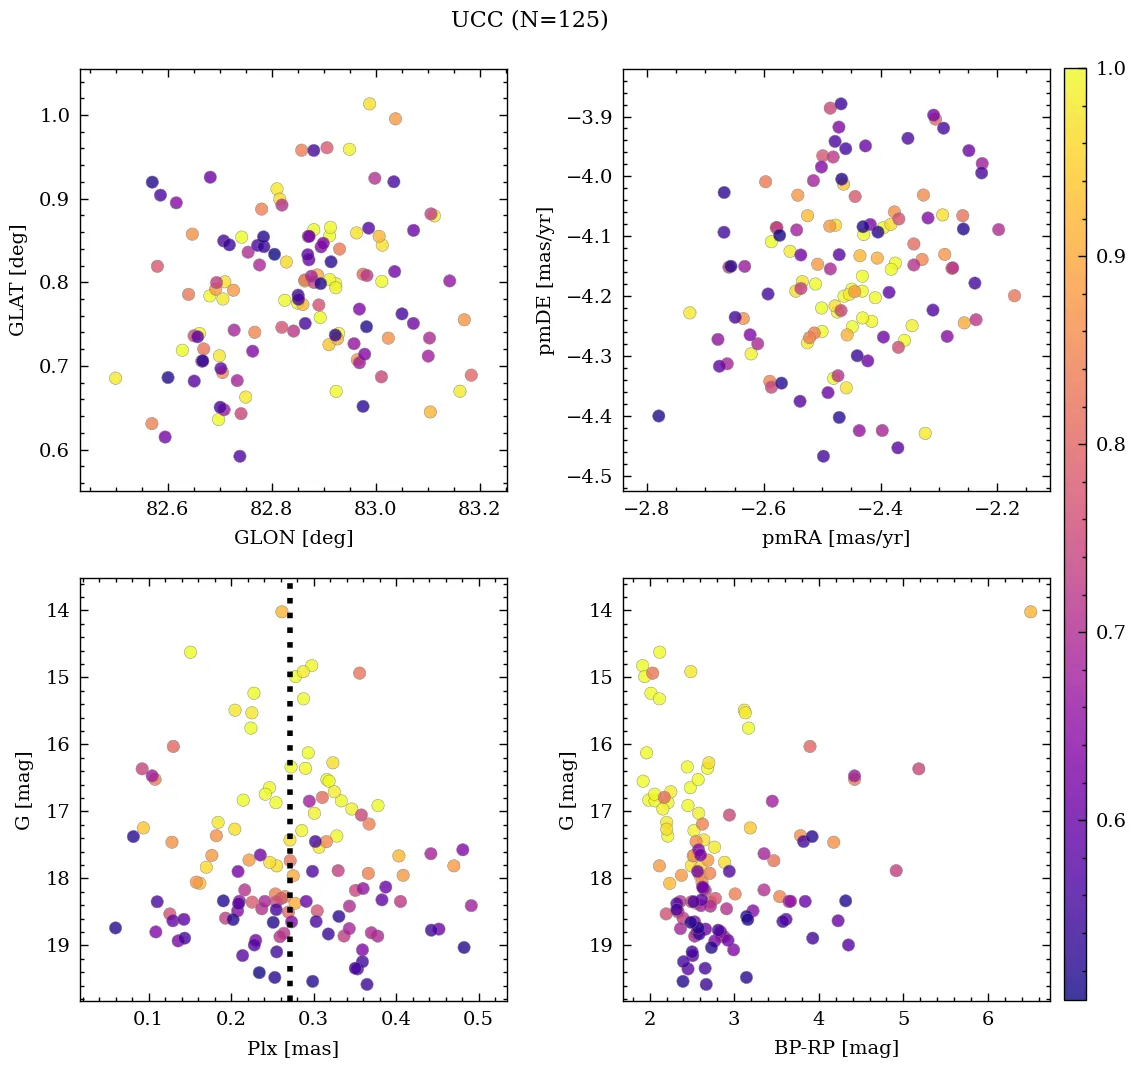 UCC (N=125)
1.0
0.9
0.8
0.7
0.6
GLAT [deg]
82.6 82.8 83.0 83.2
GLON [deg]
−3.9
−4.0
−4.1
−4.2
−4.3
−4.4
−4.5
pmDE [mas/yr]
−2.8 −2.6 −2.4 −2.2
pmRA [mas/yr]
14
15
16
17
18
19
G [mag]
0.1 0.2 0.3 0.4 0.5
Plx [mas]
14
15
16
17
18
19
G [mag]
2 3 4 5 6
BP-RP [mag]
1.0
0.9
0.8
0.7
0.6